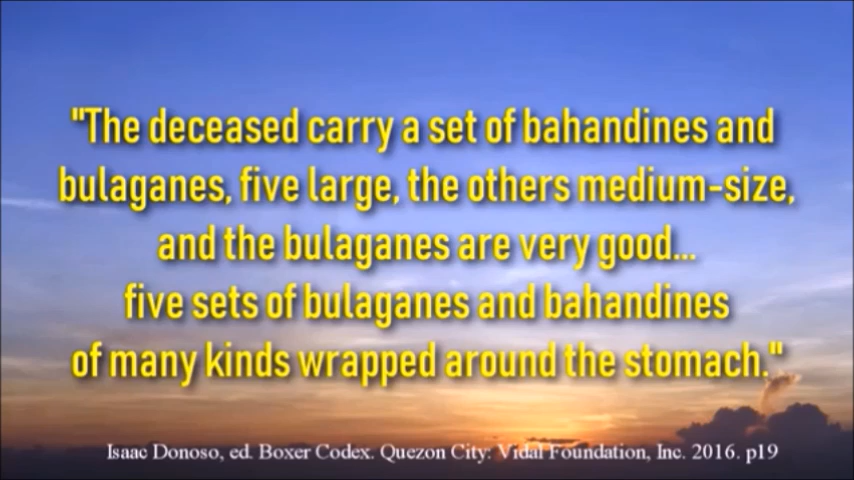 "The deceased carry a set of bahandines and
bulaganes, five large, the others medium-size,
and the bulaganes are very good...
five sets of bulaganes and bahandines
of many kinds wrapped around the stomach."
Isaac Donoso, ed. Boxer Codex. Quezon City: Vidal Foundation, Inc. 2016. p19